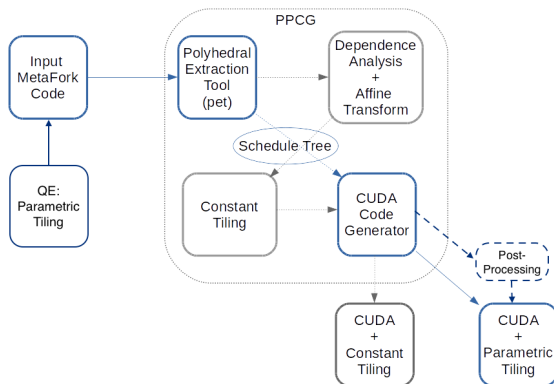 PPCG
Input
MetaFork
Code
Polyhedral
Extraction
Tool
(pet)
Dependence
Analysis
+
Affine
Transform
Schedule Tree
QE:
Parametric
Tiling
Constant
Tiling
CUDA
Code
Generator
Post-
Processing
CUDA
+
Constant
Tiling
CUDA
+
Parametric
Tiling